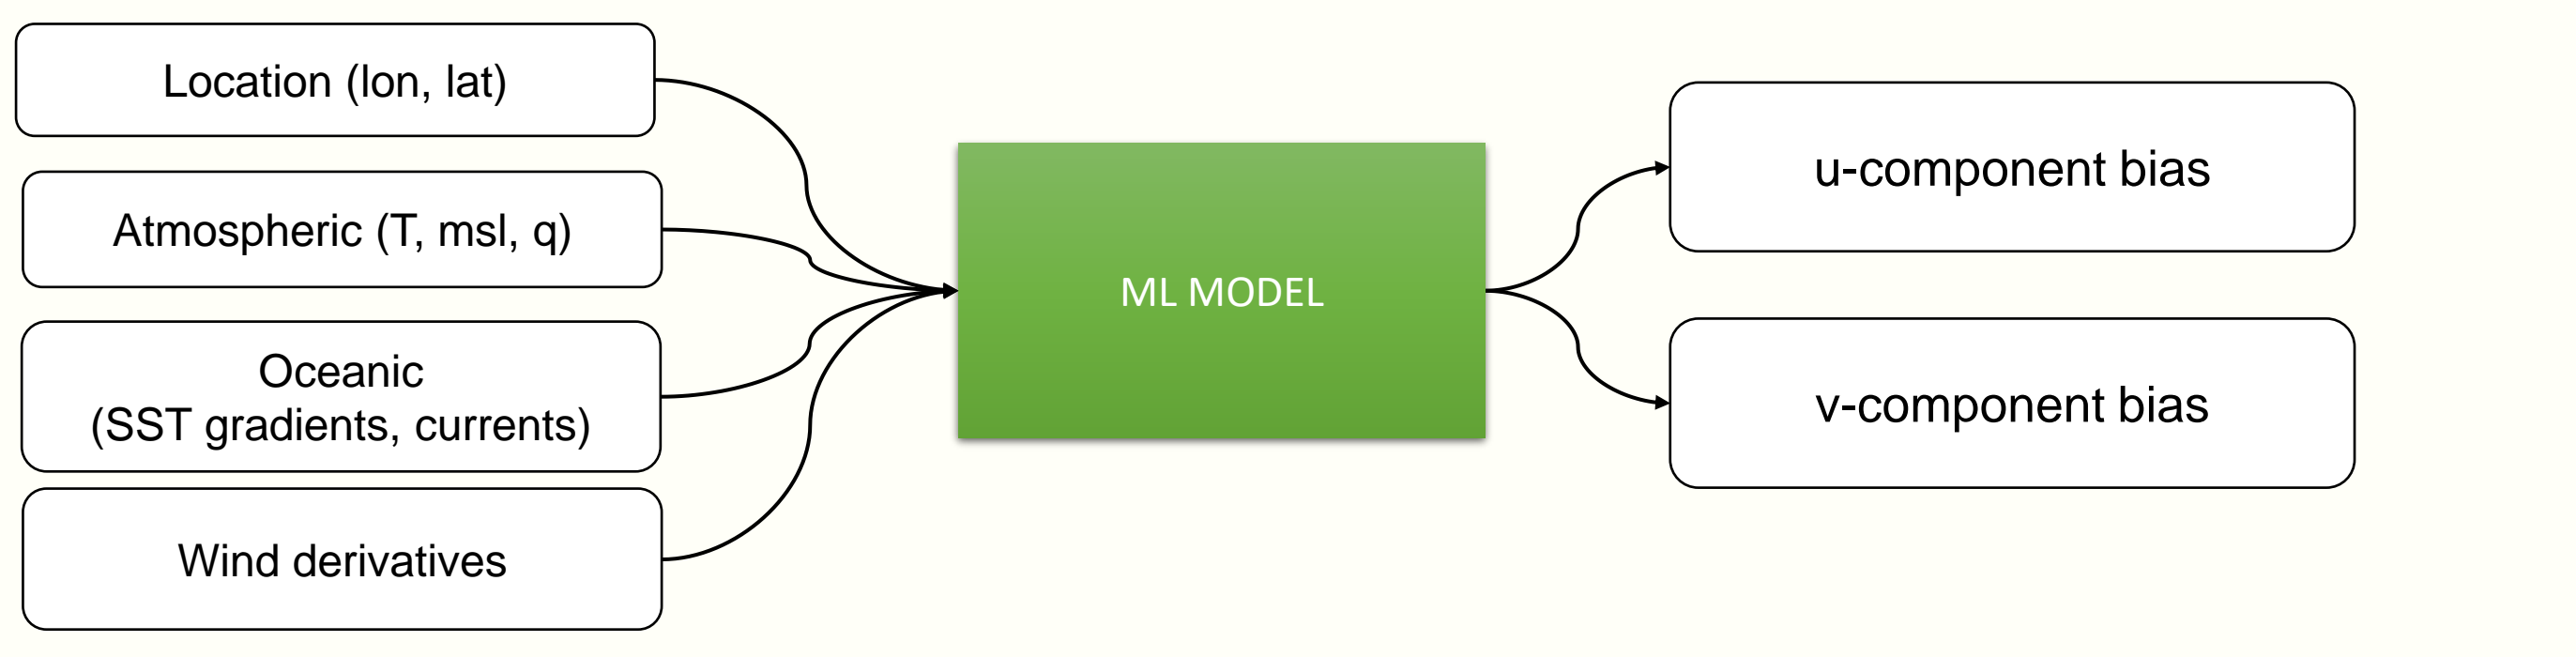 Location (lon, lat)
Atmospheric (T, msl, q)
Oceanic
(SST gradients, currents)
Wind derivatives
ML MODEL
u-component bias
v-component bias